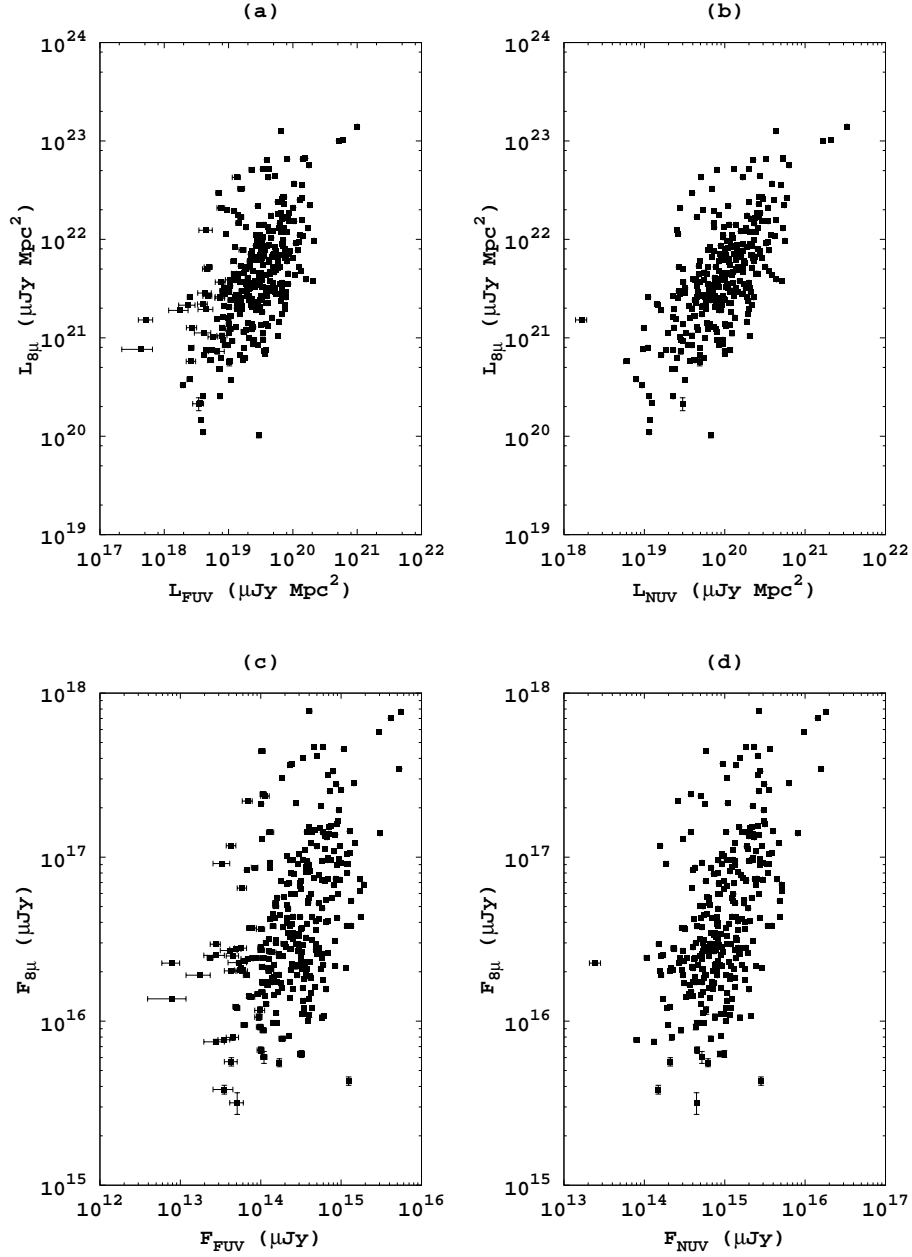 (a)
10^24
10^23
10^22
10^21
10^20
10^19
L_8μ (μJy Mpc^2)
10^17 10^18 10^19 10^20 10^21 10^22
L_FUV (μJy Mpc^2)
(b)
10^24
10^23
10^22
10^21
10^20
10^19
L_8μ (μJy Mpc^2)
10^18 10^19 10^20 10^21 10^22
L_NUV (μJy Mpc^2)
(c)
10^18
10^17
10^16
10^15
F_8μ (μJy)
10^12 10^13 10^14 10^15 10^16
F_FUV (μJy)
(d)
10^18
10^17
10^16
10^15
F_8μ (μJy)
10^13 10^14 10^15 10^16 10^17
F_NUV (μJy)